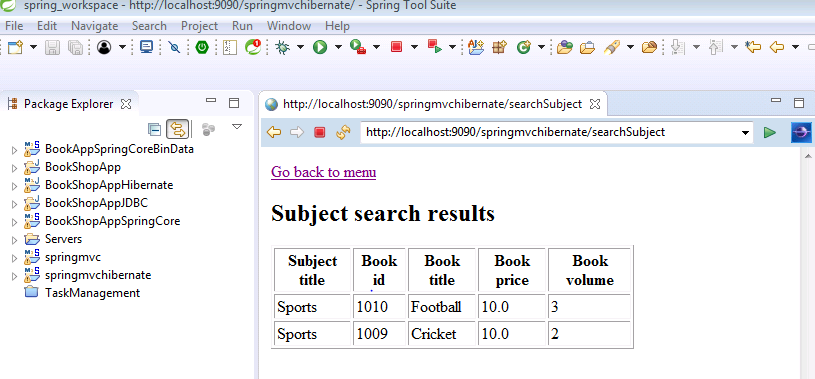 spring_workspace - http://localhost:9090/springmvchibernate/ - Spring Tool Suite
File Edit Navigate Search Project Run Window Help
Package Explorer
BookAppSpringCoreBinData
BookShopApp
BookShopAppHibernate
BookShopAppJDBC
BookShopAppSpringCore
Servers
springmvc
springmvchibernate
TaskManagement
http://localhost:9090/springmvchibernate/searchSubject
http://localhost:9090/springmvchibernate/searchSubject
Go back to menu
Subject search results
Subject title Book id Book title Book price Book volume
Sports 1010 Football 10.0 3
Sports 1009 Cricket 10.0 2